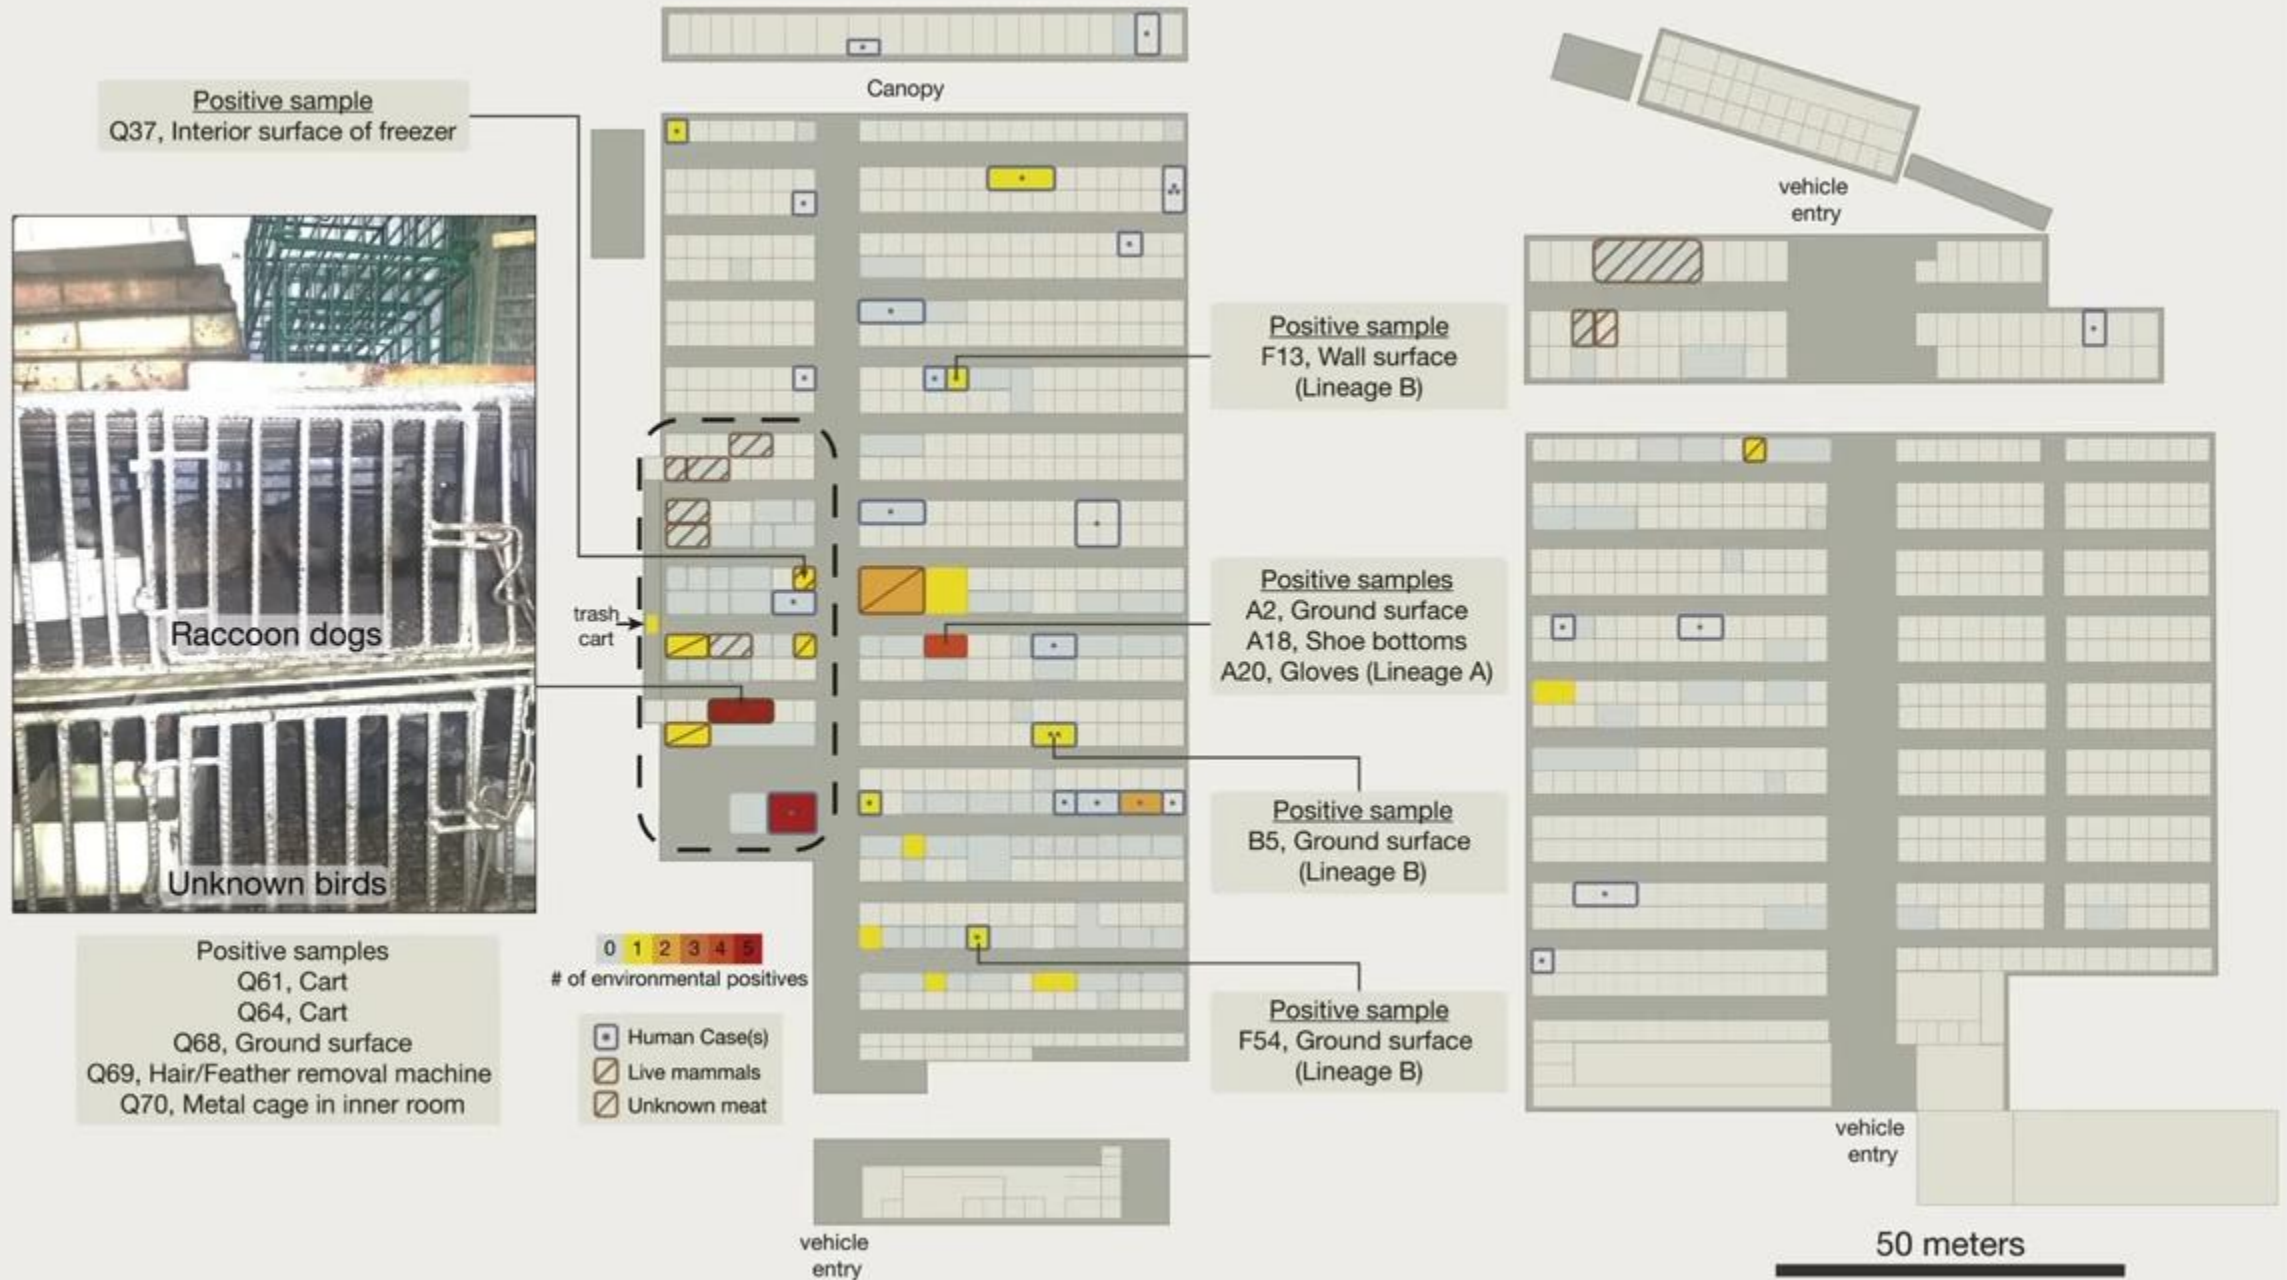 Canopy
Positive sample
Q37, Interior surface of freezer
vehicle
entry
Positive sample
F13, Wall surface
(Lineage B)
Raccoon dogs
Unknown birds
trash
cart
Positive samples
A2, Ground surface
A18, Shoe bottoms
A20, Gloves (Lineage A)
Positive sample
B5, Ground surface
(Lineage B)
Positive samples
Q61, Cart
Q64, Cart
Q68, Ground surface
Q69, Hair/Feather removal machine
Q70, Metal cage in inner room
0 1 2 3 4 5
# of environmental positives
Human Case(s)
Live mammals
Unknown meat
Positive sample
F54, Ground surface
(Lineage B)
vehicle
entry
vehicle
entry
50 meters